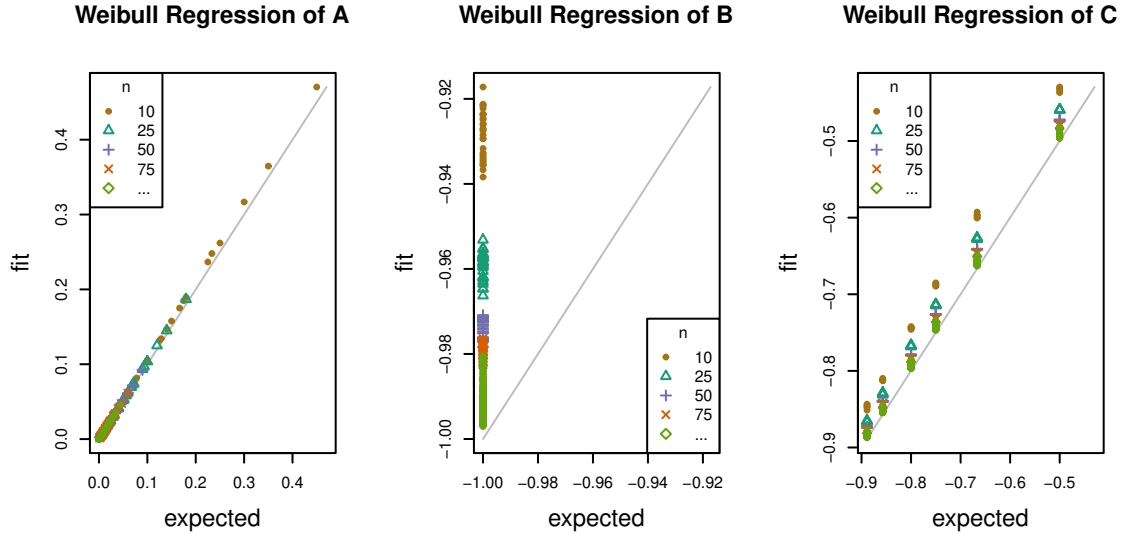 Weibull Regression of A
n
10
25
50
75
...
0.0
0.1
0.2
0.3
0.4
fit
0.0 0.1 0.2 0.3 0.4
expected
Weibull Regression of B
−0.92
−0.94
−0.96
−0.98
−1.00
fit
n
10
25
50
75
...
−1.00 −0.98 −0.96 −0.94 −0.92
expected
Weibull Regression of C
n
10
25
50
75
...
−0.5
−0.6
−0.7
−0.8
−0.9
fit
−0.9 −0.8 −0.7 −0.6 −0.5
expected